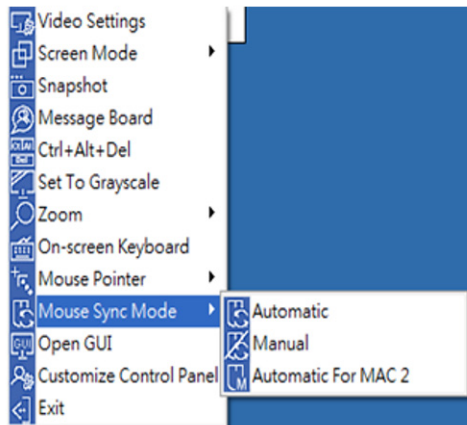 Video Settings
Screen Mode
Snapshot
Message Board
Ctrl+Alt+Del
Set To Grayscale
Zoom
On-screen Keyboard
Mouse Pointer
Mouse Sync Mode
Automatic
Open GUI
Manual
Customize Control Panel
Automatic For MAC 2
Exit